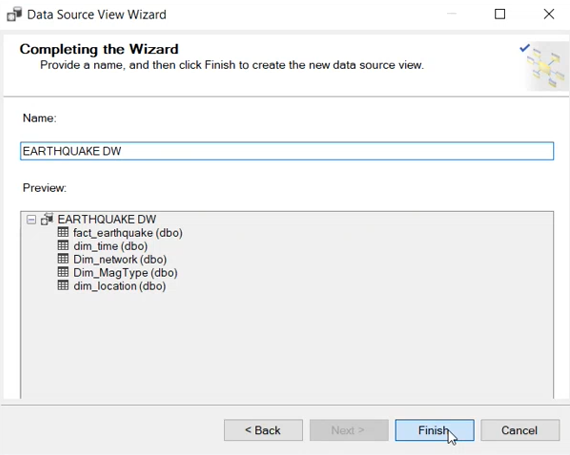 Data Source View Wizard
Completing the Wizard
Provide a name, and then click Finish to create the new data source view.
Name:
EARTHQUAKE DW
Preview:
EARTHQUAKE DW
fact_earthquake (dbo)
dim_time (dbo)
Dim_network (dbo)
Dim_MagType (dbo)
dim_location (dbo)
< Back
Next >
Finish
Cancel